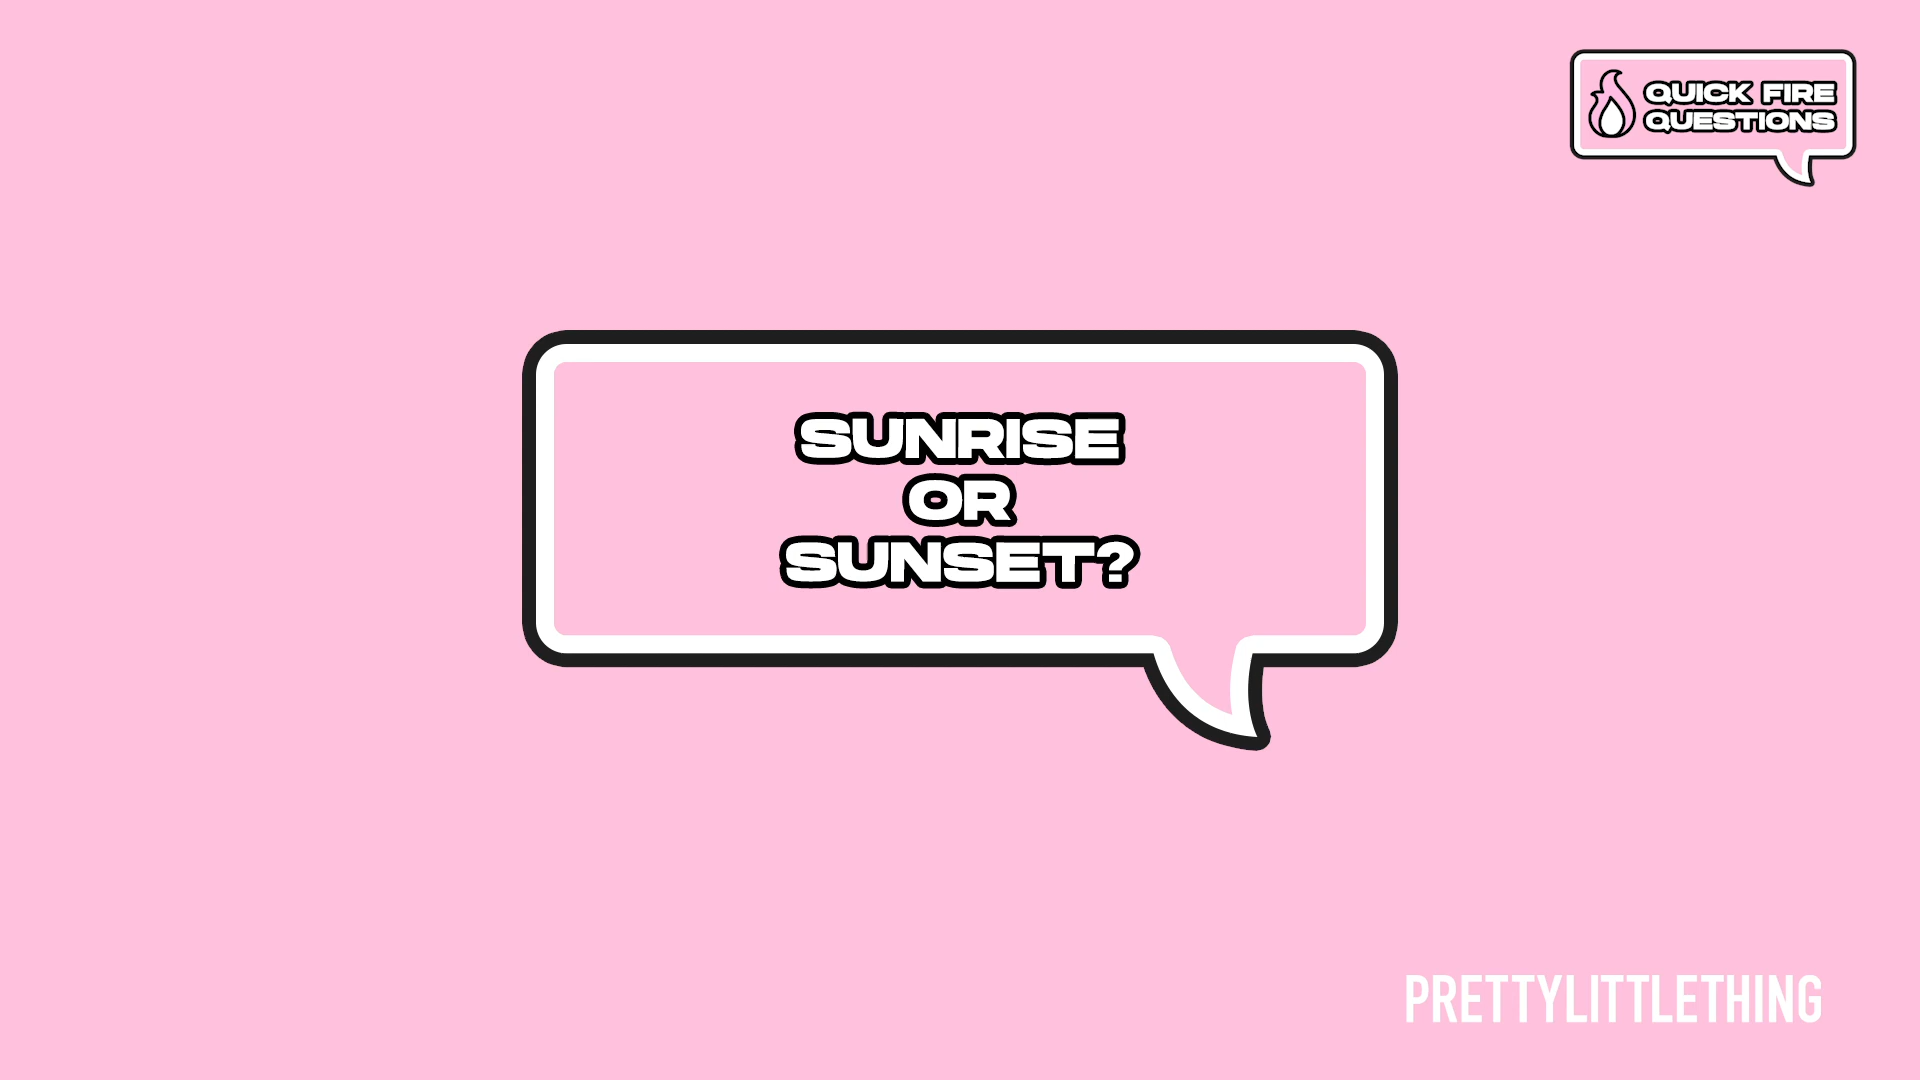 QUICK FIRE
QUESTIONS
SUNRISE
OR
SUNSET?
PRETTYLITTLETHING